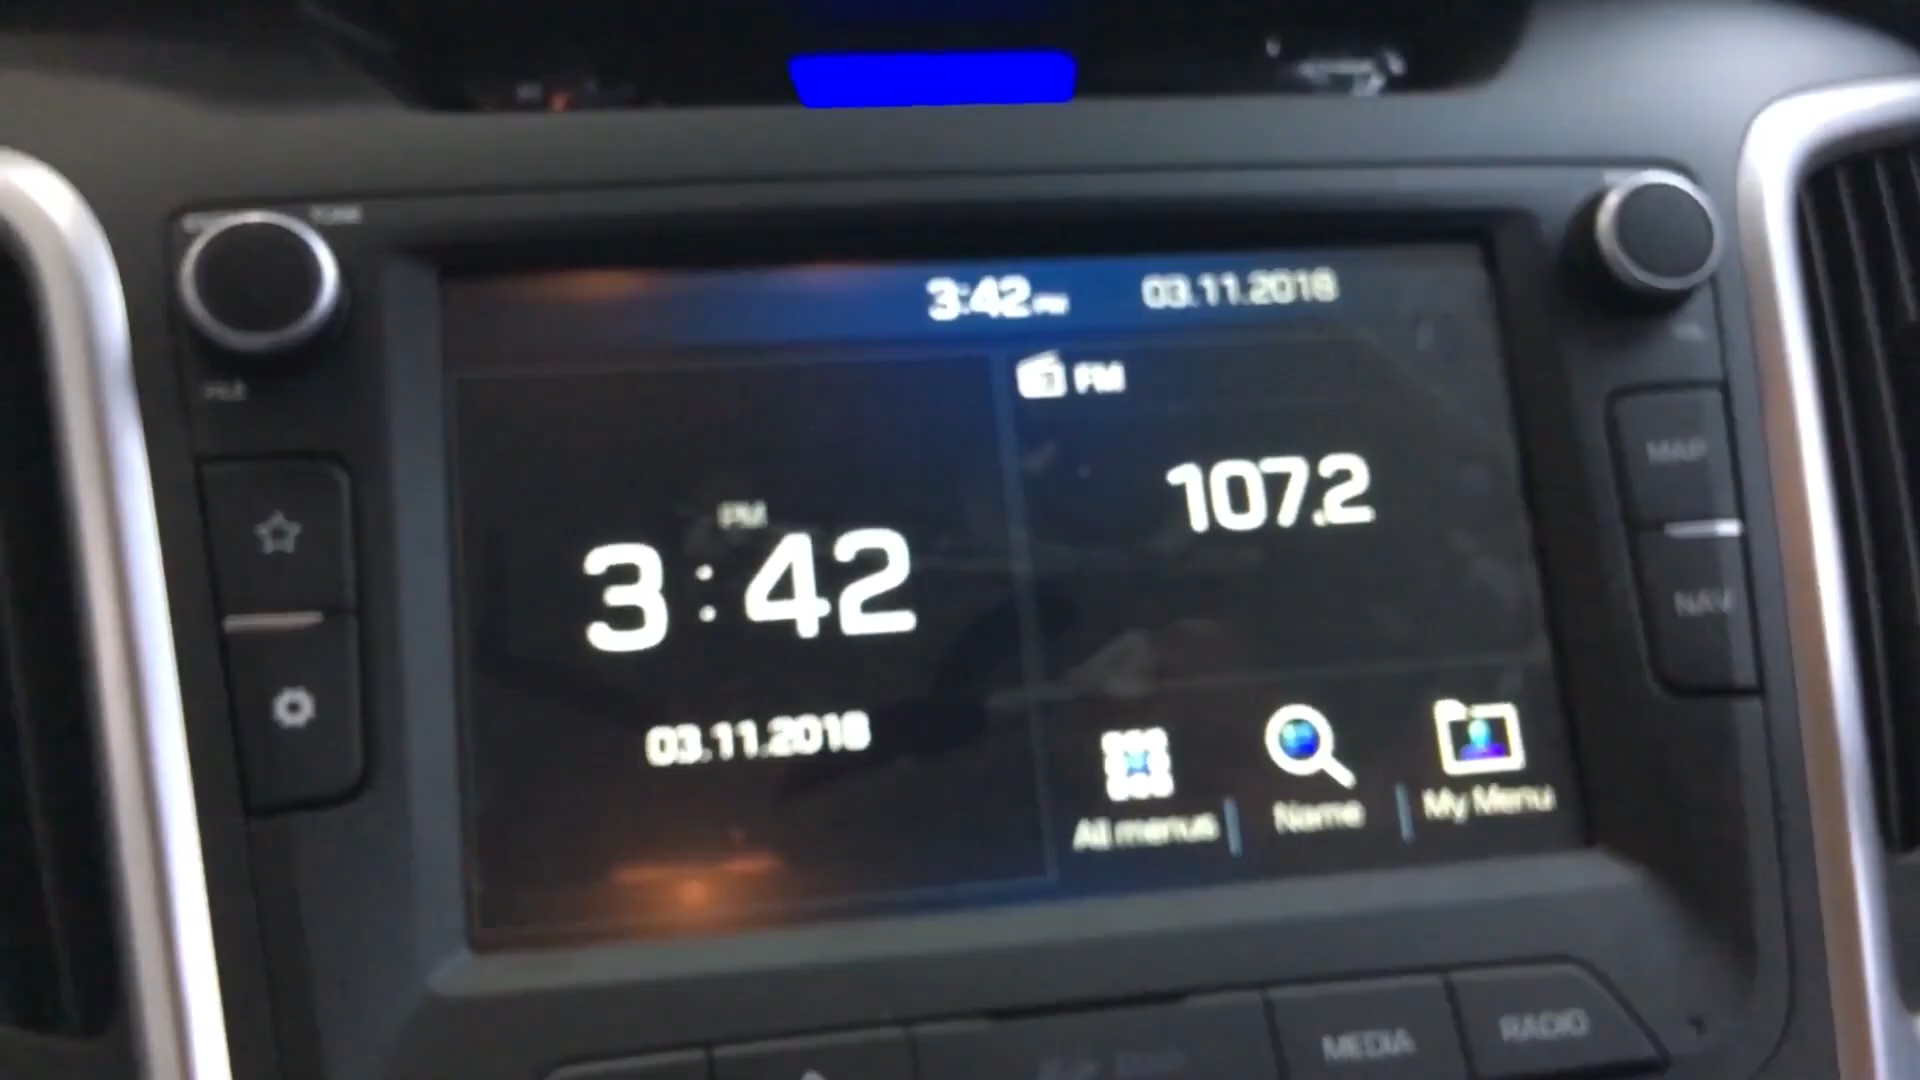 TUNE
3:42 PM 03.11.2018
FM
107.2
PM
3:42
03.11.2018
All menus
Name
My Menu
MAP
NAV
MEDIA
RADIO